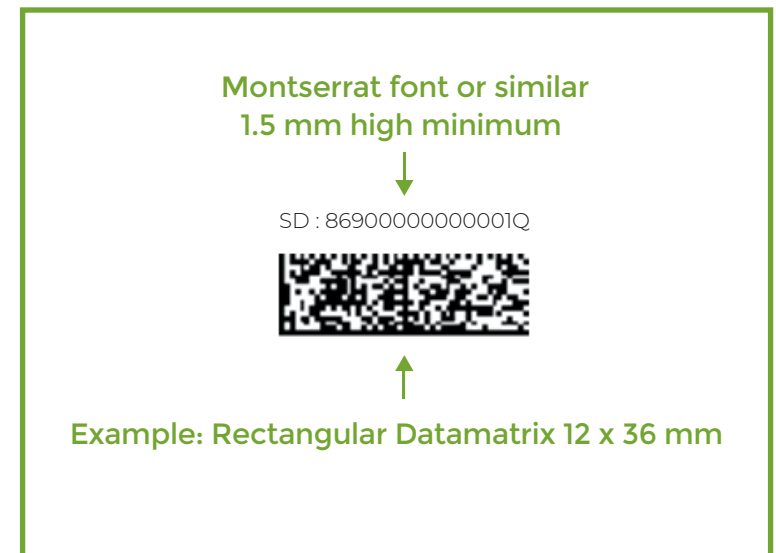 Montserrat font or similar
1.5 mm high minimum
SD : 86900000000001Q
Example: Rectangular Datamatrix 12 x 36 mm